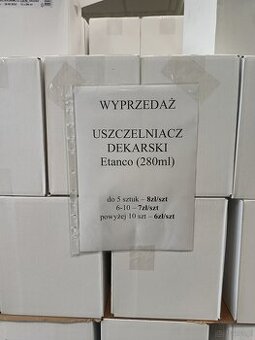 WYPRZEDAŻ
USZCZELNIACZ
DEKARSKI
Etanco (280ml)
do 5 sztuk – 8zł/szt
6-10 – 7zł/szt
powyżej 10 szt – 6zł/szt